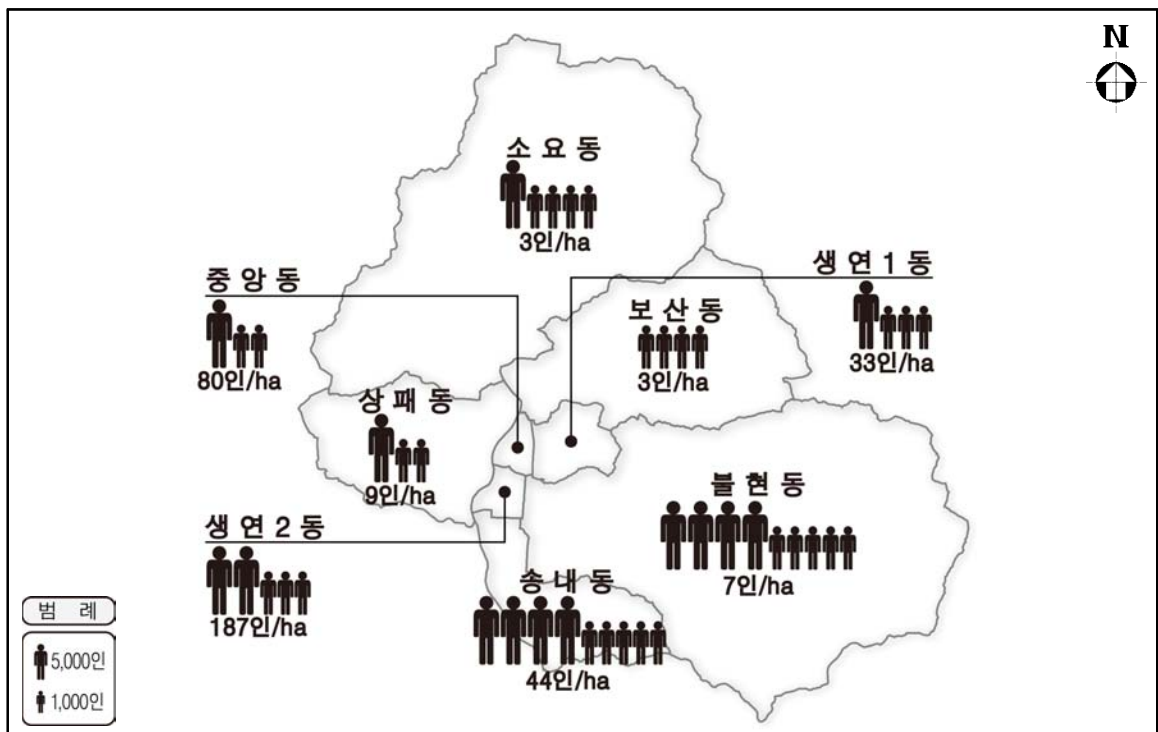 N
소요동
3인/ha
중앙동
80인/ha
생연1동
33인/ha
보산동
3인/ha
상패동
9인/ha
불현동
7인/ha
생연2동
187인/ha
송내동
44인/ha
범 례
5,000인
1,000인